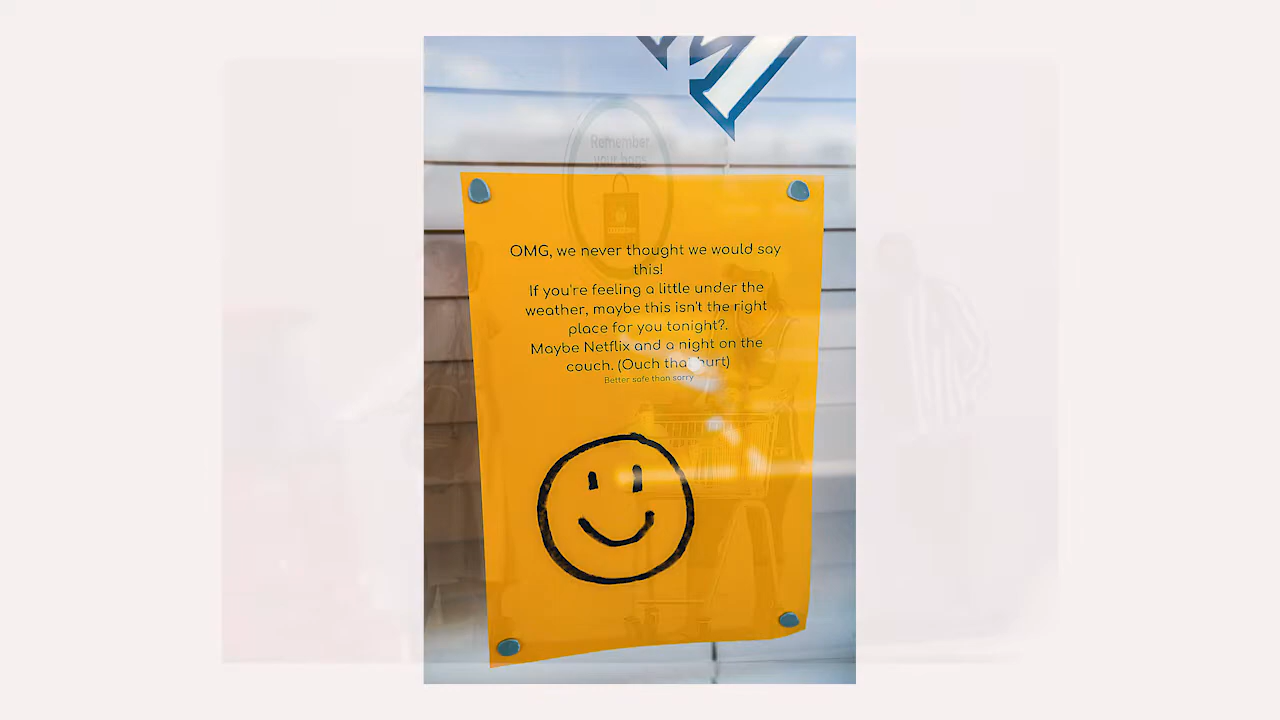 Remember
your bags
OMG, we never thought we would say
this!
If you're feeling a little under the
weather, maybe this isn't the right
place for you tonight?.
Maybe Netflix and a night on the
couch. (Ouch that hurt)
Better safe than sorry